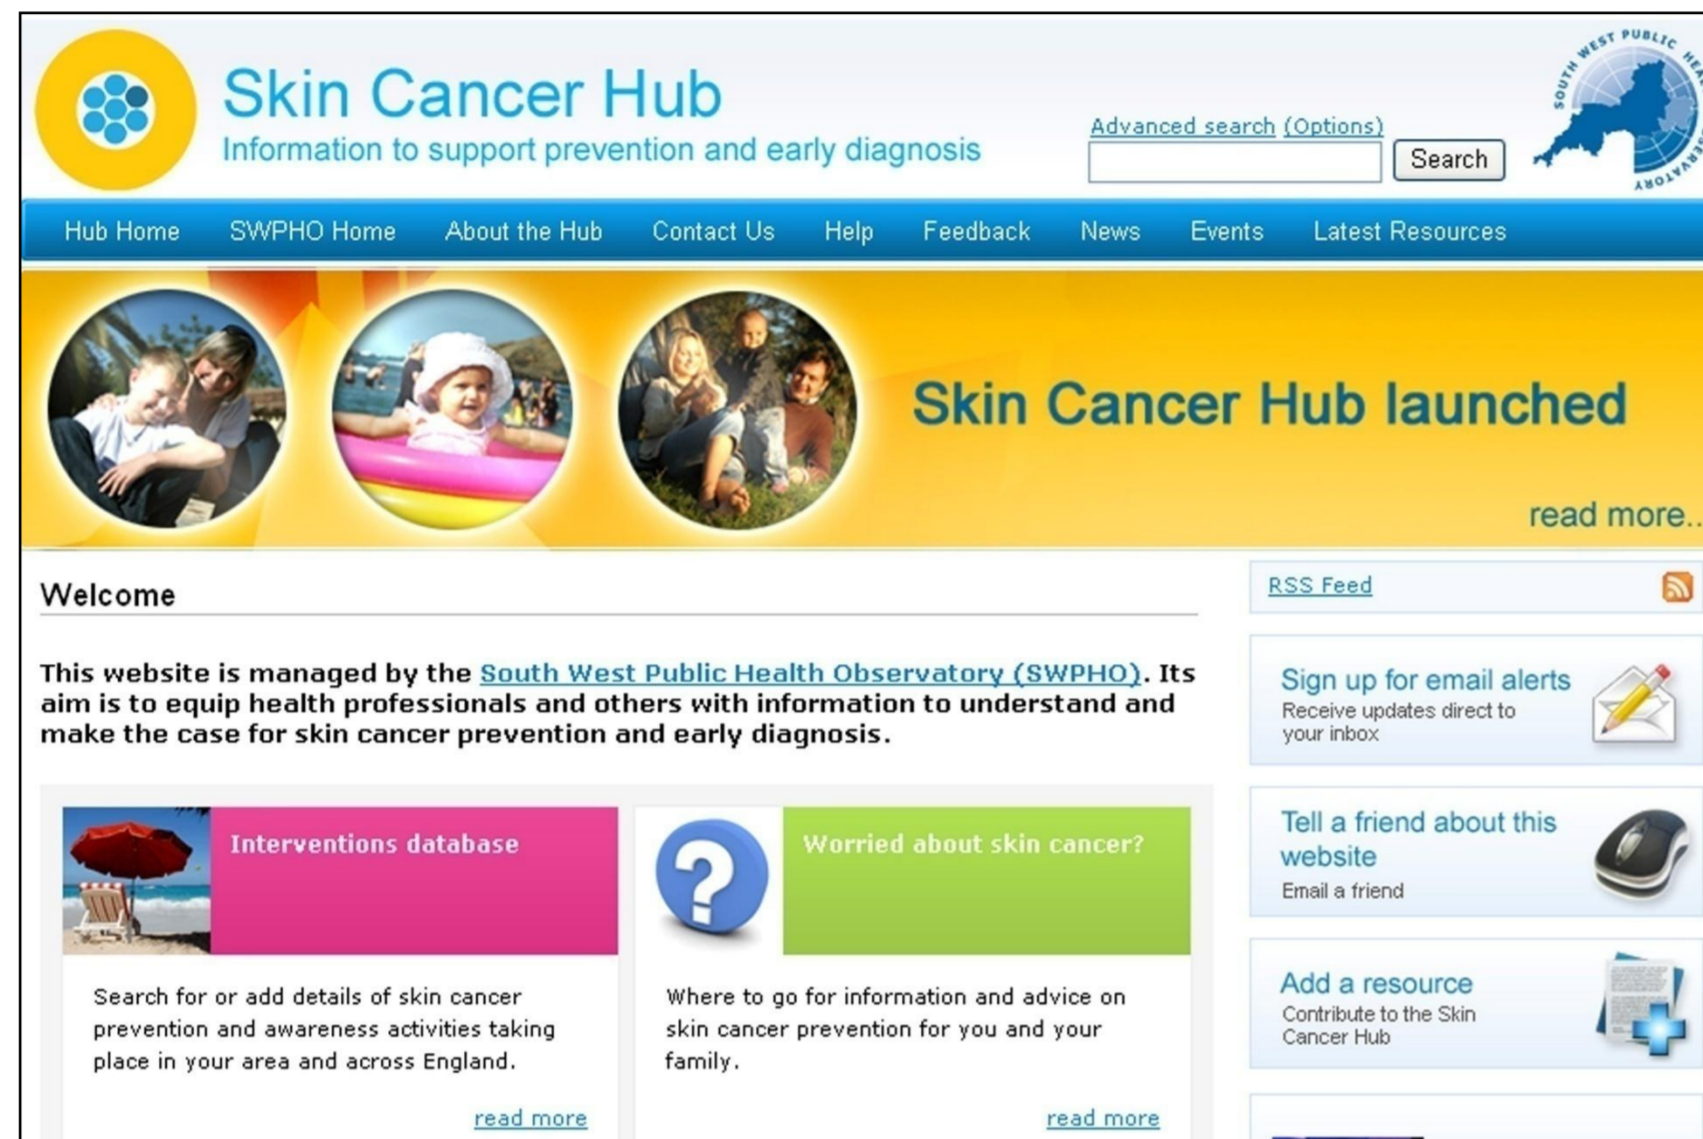 Skin Cancer Hub
Information to support prevention and early diagnosis
Advanced search (Options)
Search
SOUTH WEST PUBLIC
Hub Home SWPHO Home About the Hub Contact Us Help Feedback News Events Latest Resources
Skin Cancer Hub launched
read more..
Welcome
This website is managed by the South West Public Health Observatory (SWPHO). Its
aim is to equip health professionals and others with information to understand and
make the case for skin cancer prevention and early diagnosis.
Interventions database
Search for or add details of skin cancer
prevention and awareness activities taking
place in your area and across England.
read more
Worried about skin cancer?
Where to go for information and advice on
skin cancer prevention for you and your
family.
read more
RSS Feed
Sign up for email alerts
Receive updates direct to
your inbox
Tell a friend about this
website
Email a friend
Add a resource
Contribute to the Skin
Cancer Hub